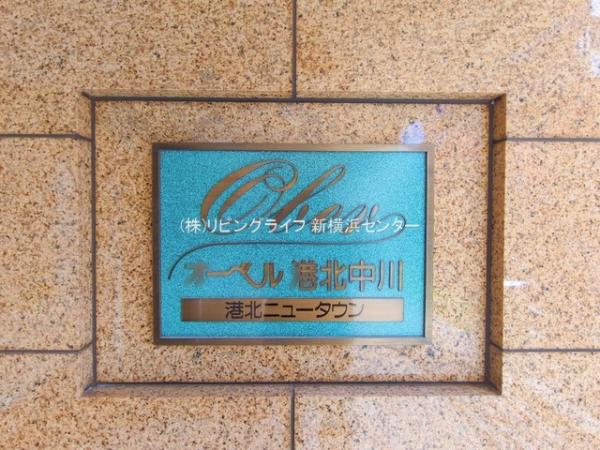 Ohbel
(株)リビングライフ 新横浜センター
オーベル 港北中川
港北ニュータウン